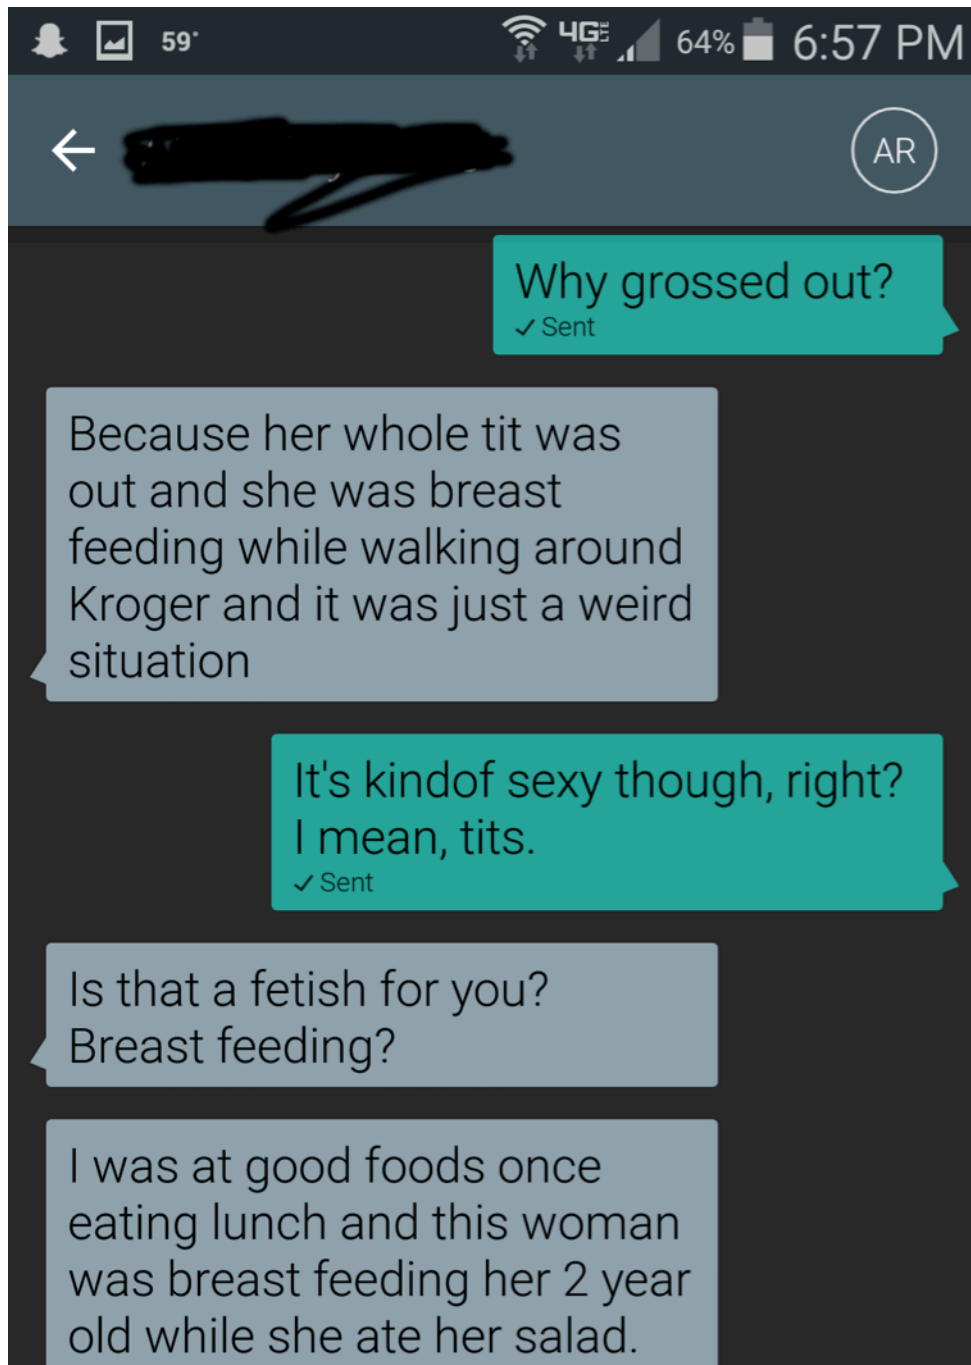 59°
4G LTE
64%
6:57 PM
AR
Why grossed out?
✓ Sent
Because her whole tit was
out and she was breast
feeding while walking around
Kroger and it was just a weird
situation
It's kindof sexy though, right?
I mean, tits.
✓ Sent
Is that a fetish for you?
Breast feeding?
I was at good foods once
eating lunch and this woman
was breast feeding her 2 year
old while she ate her salad.